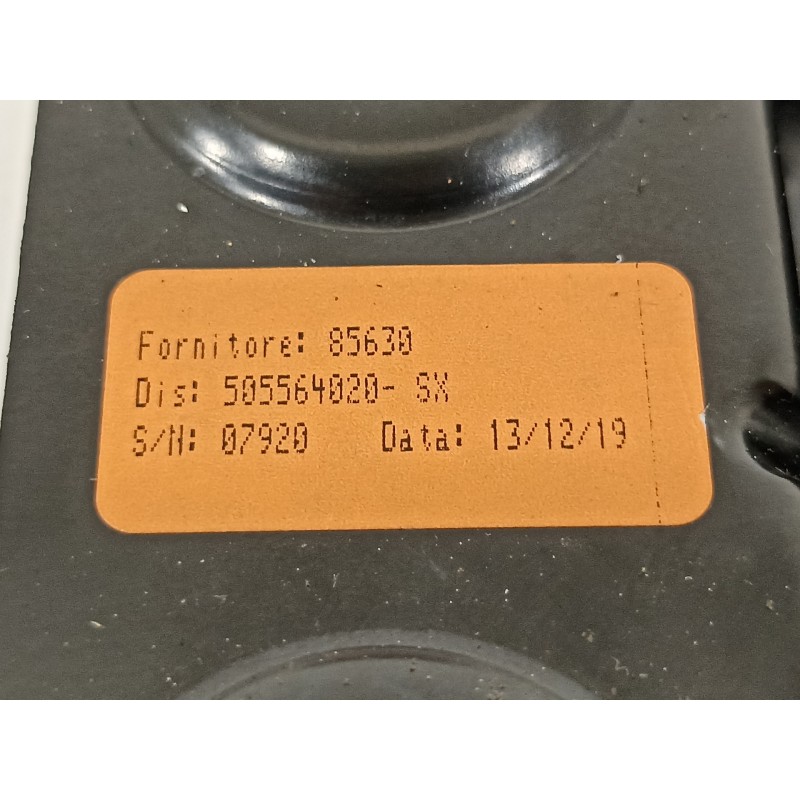 Fornitore: 85630
Dis: 505564020- SX
S/N: 07920 Data: 13/12/19